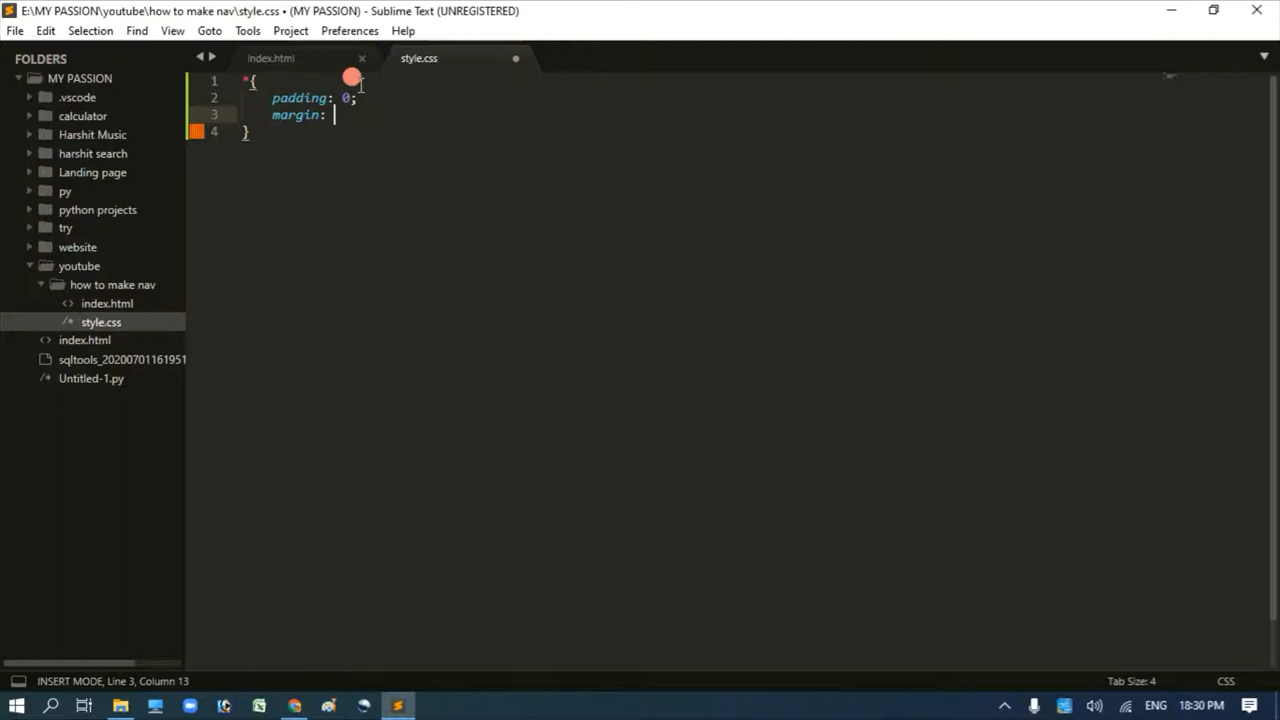 E:\MY PASSION\youtube\how to make nav\style.css • (MY PASSION) - Sublime Text (UNREGISTERED)
File Edit Selection Find View Goto Tools Project Preferences Help
FOLDERS
MY PASSION
.vscode
calculator
Harshit Music
harshit search
Landing page
py
python projects
try
website
youtube
how to make nav
index.html
style.css
index.html
sqltools_20200701161951
Untitled-1.py
index.html
style.css
1 *{
2 padding: 0;
3 margin:
4 }
INSERT MODE, Line 3, Column 13
Tab Size: 4
CSS
ENG
18:30 PM